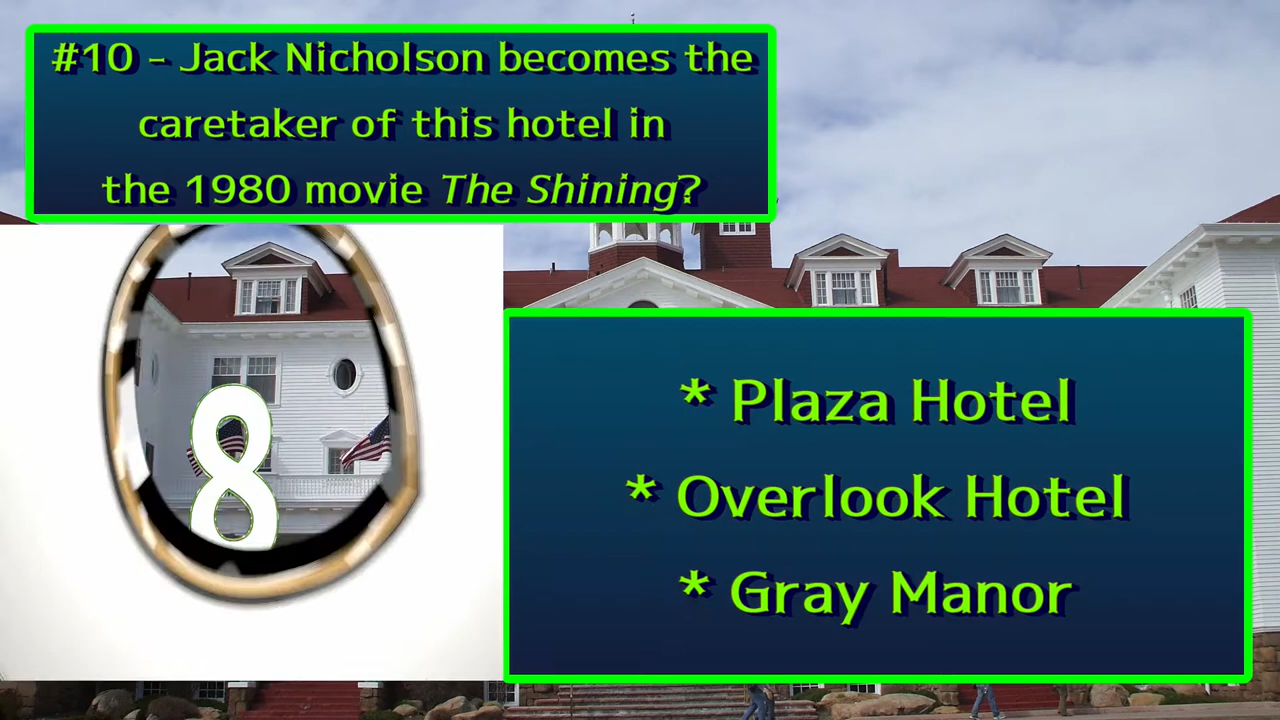 #10 - Jack Nicholson becomes the
caretaker of this hotel in
the 1980 movie The Shining?
8
* Plaza Hotel
* Overlook Hotel
* Gray Manor